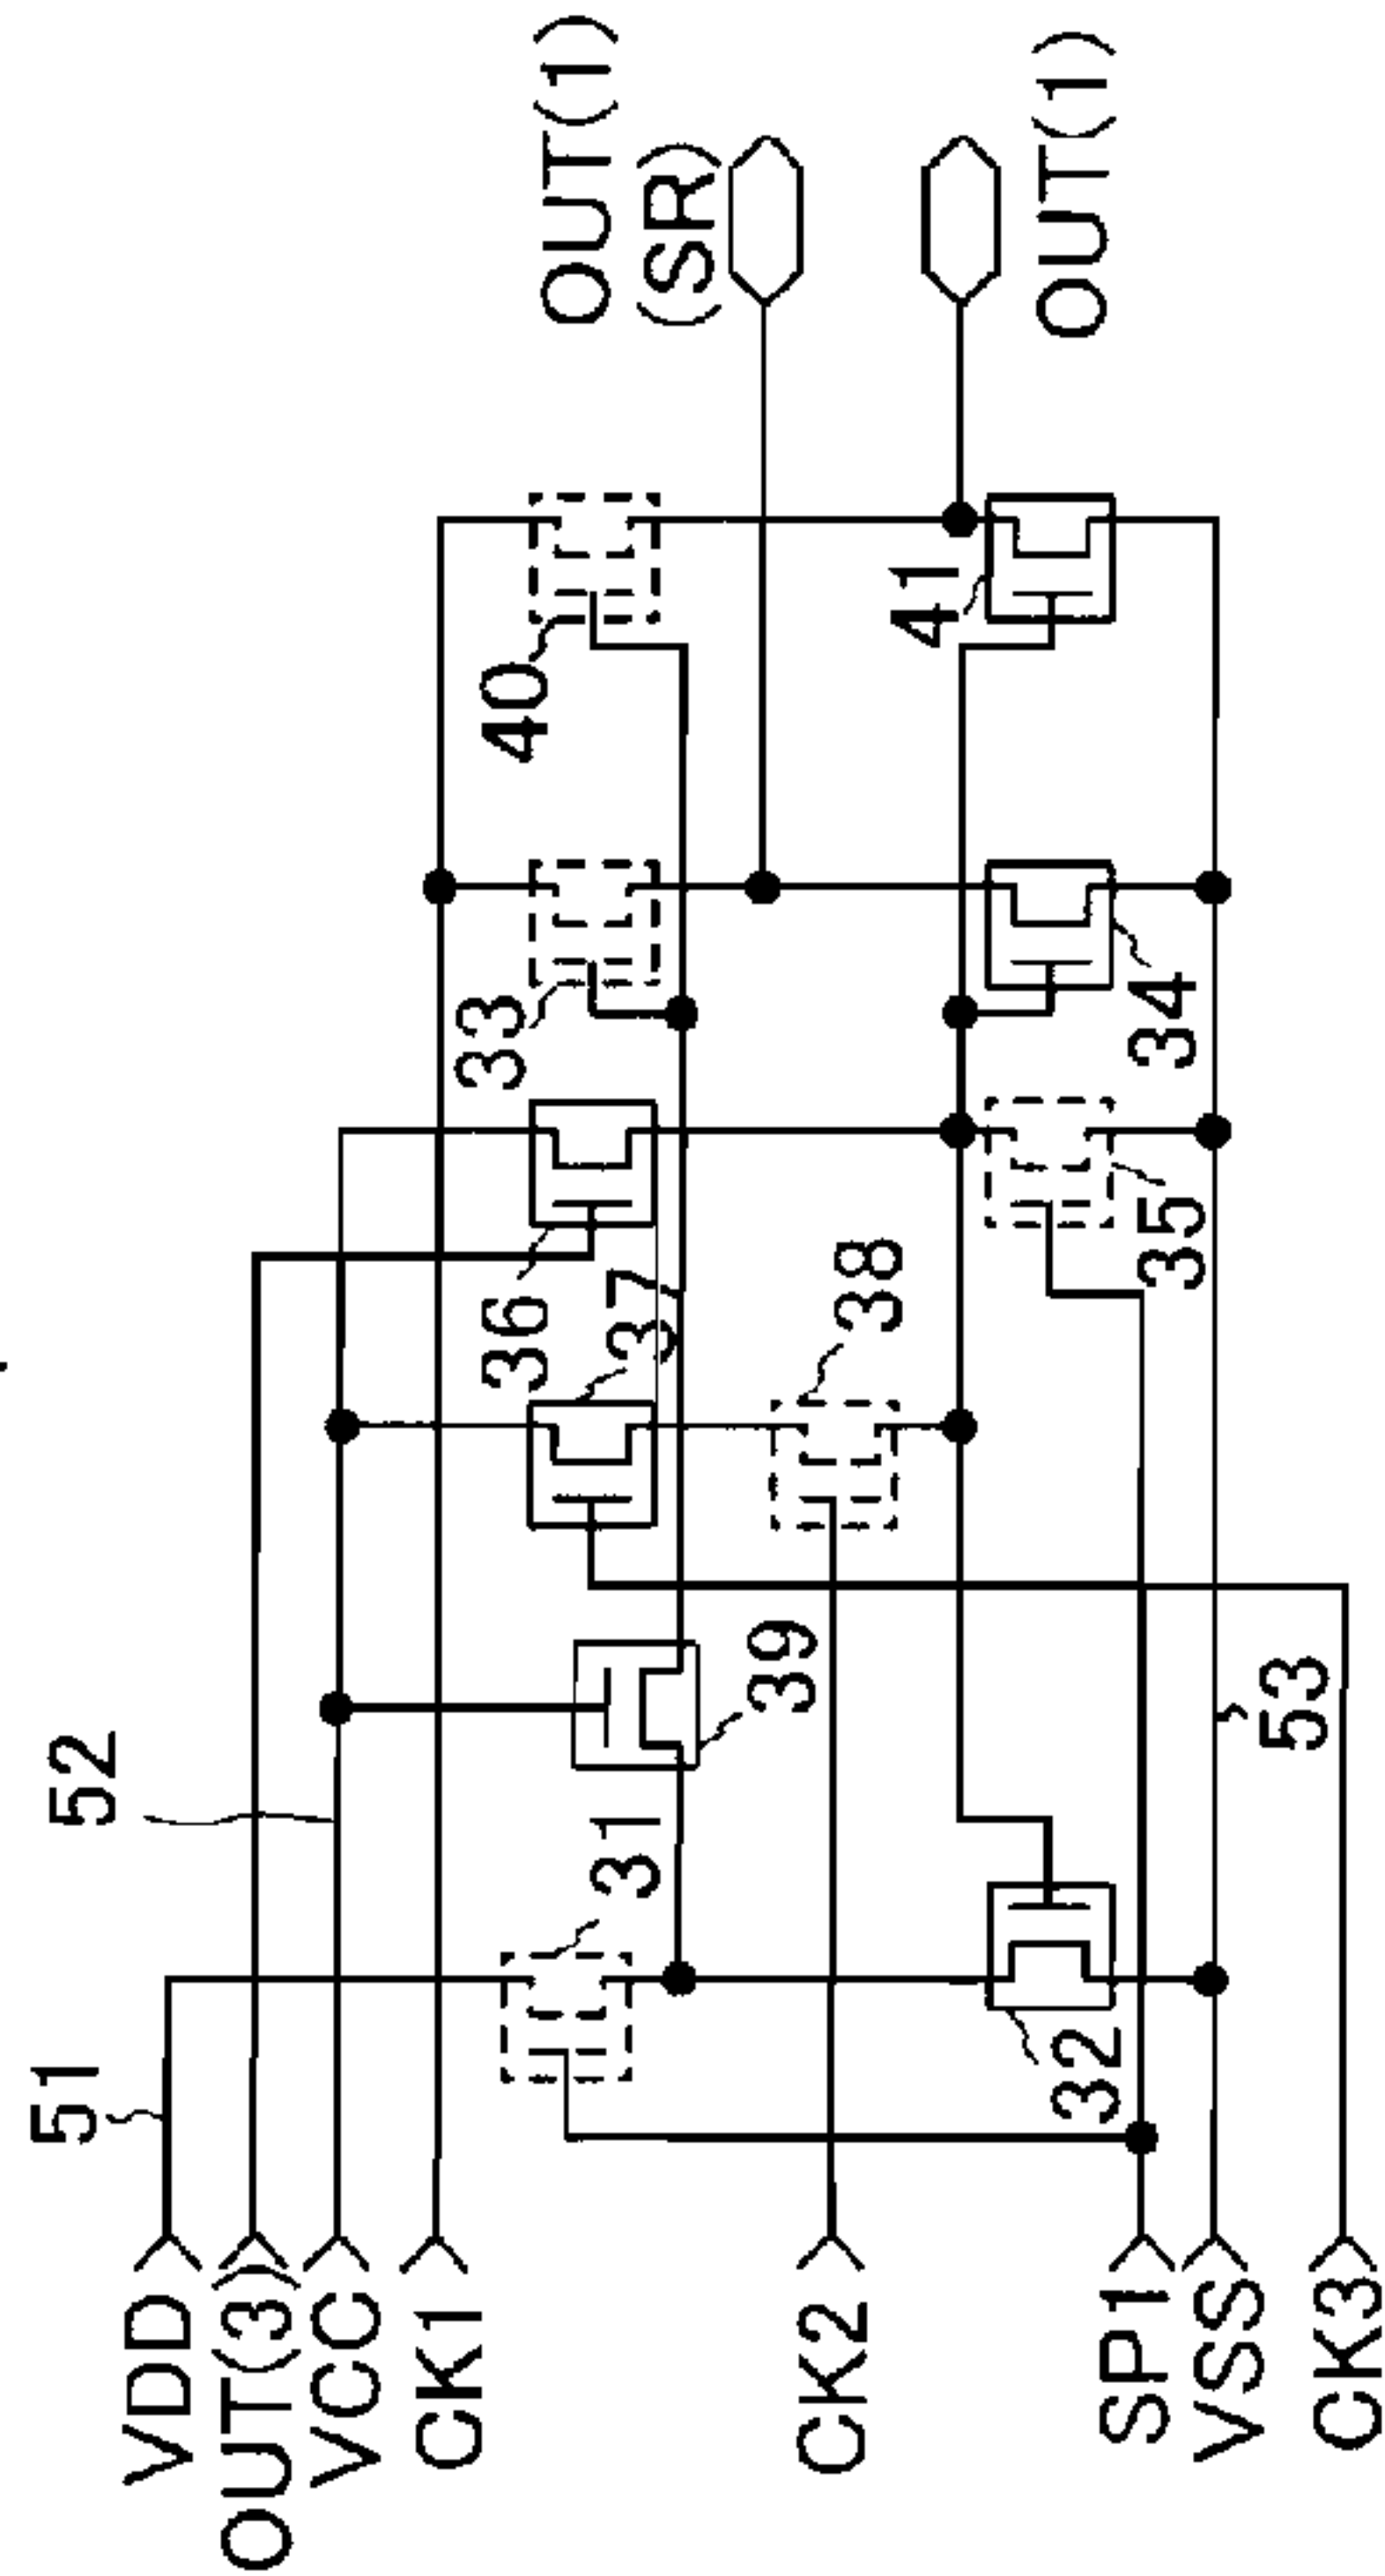 51
52
VDD
OUT(3)
VCC
CK1
CK2
SP1
VSS
CK3
31
32
39
37
38
36
35
33
34
40
41
53
OUT(1)
(SR)
OUT(1)